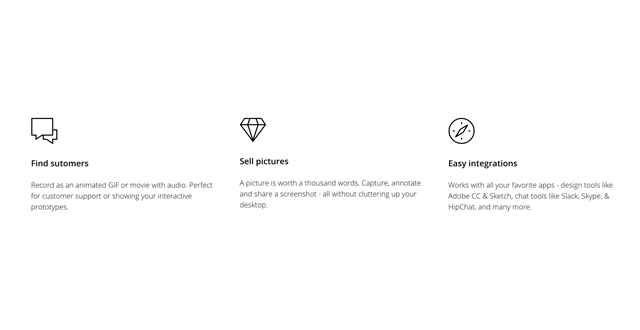 Find sutomers
Record as an animated GIF or movie with audio. Perfect
for customer support or showing your interactive
prototypes.
Sell pictures
A picture is worth a thousand words. Capture, annotate
and share a screenshot - all without cluttering up your
desktop.
Easy integrations
Works with all your favorite apps - design tools like
Adobe CC & Sketch, chat tools like Slack, Skype, &
HipChat, and many more.